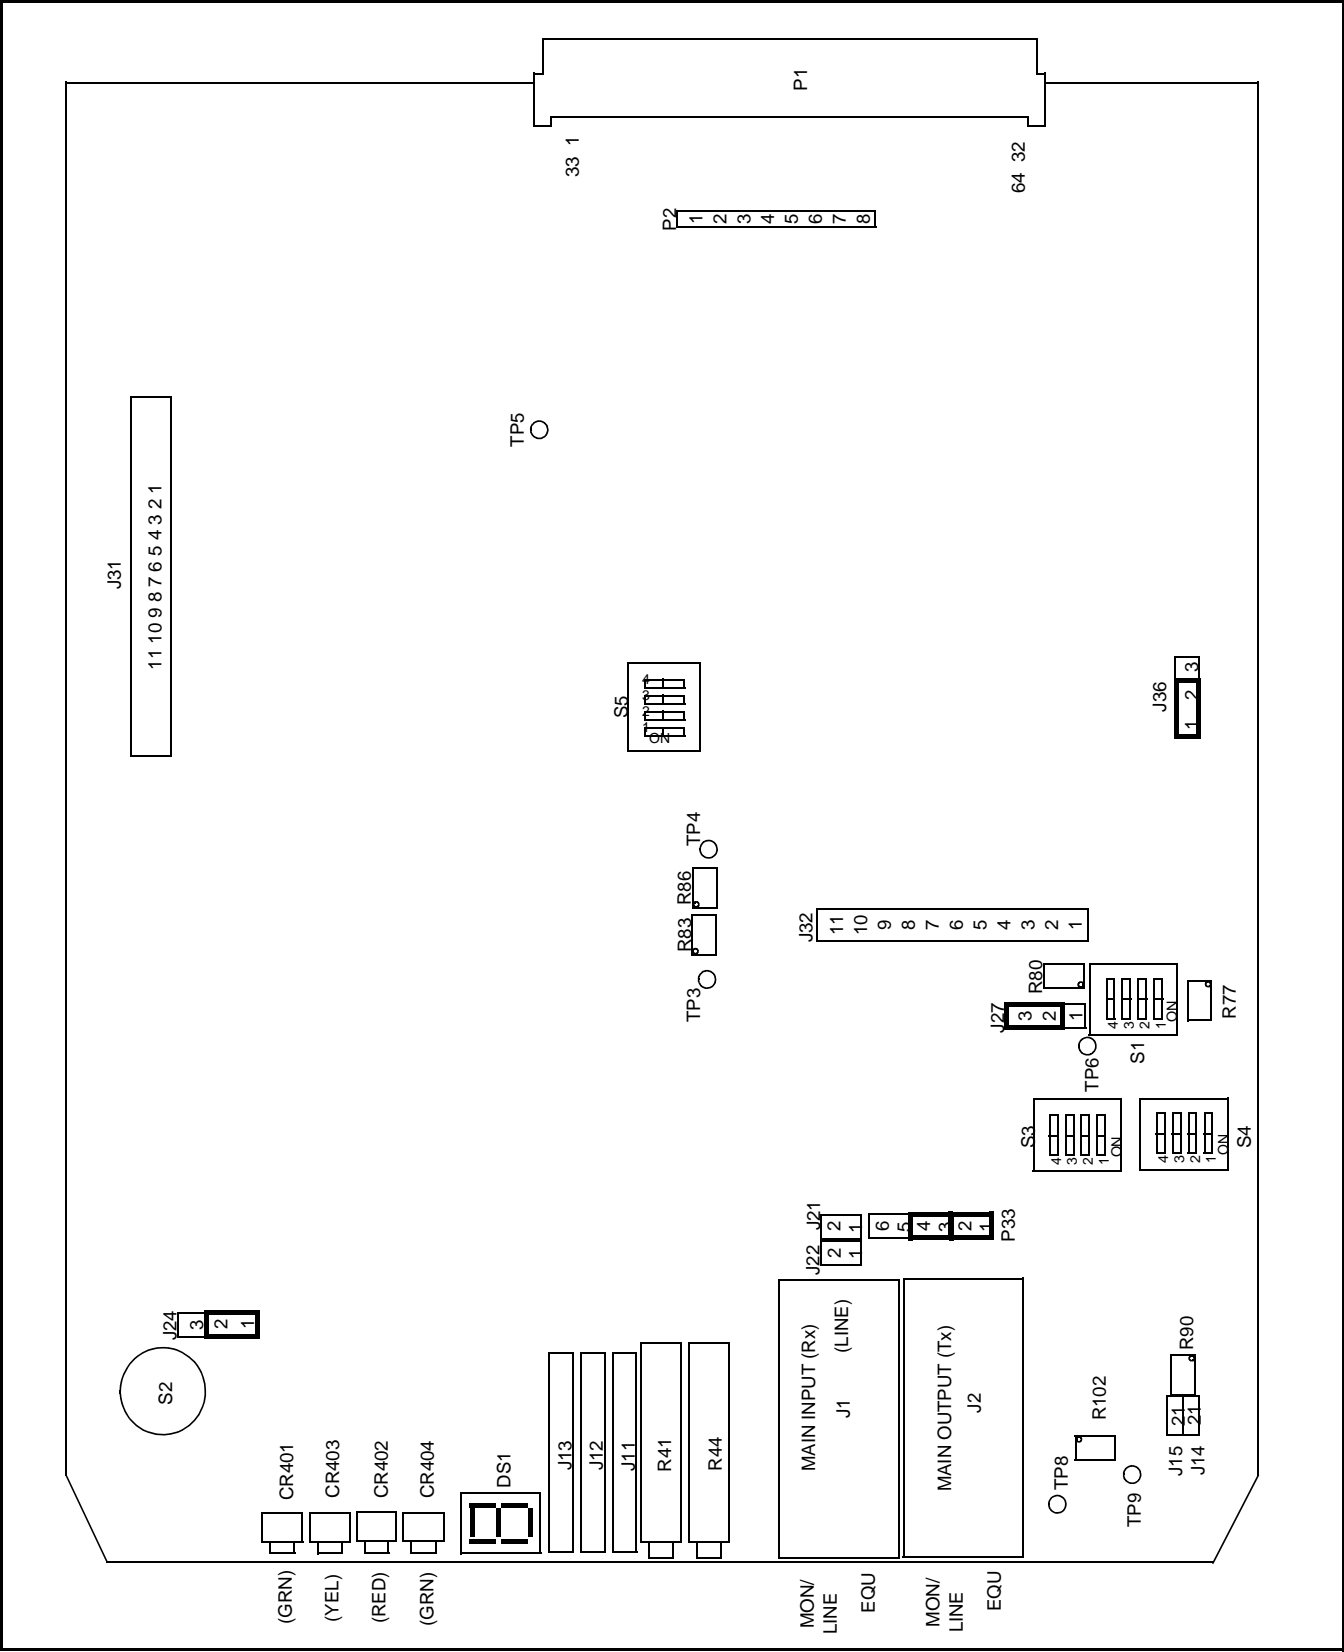 P1
33 1
64 32
P2
1
2
3
4
5
6
7
8
TP5
J31
11 10 9 8 7 6 5 4 3 2 1
S5
4
3
2
1
ON
J36
1 2 3
TP4
R86
R83
TP3
J32
11
10
9
8
7
6
5
4
3
2
1
R80
J27
3
2
1
TP6
4
3
2
1
ON
S1
R77
S3
4
3
2
1
ON
4
3
2
1
ON
S4
J21
2
1
J22
2
1
6
5
4
3
2
1
P33
J24
3
2
1
S2
CR401
CR403
CR402
CR404
(GRN)
(YEL)
(RED)
(GRN)
DS1
J13
J12
J11
R41
R44
MAIN INPUT (Rx)
(LINE)
J1
MAIN OUTPUT (Tx)
J2
MON/
LINE
EQU
MON/
LINE
EQU
TP8
R102
TP9
R90
J15
21
J14
21